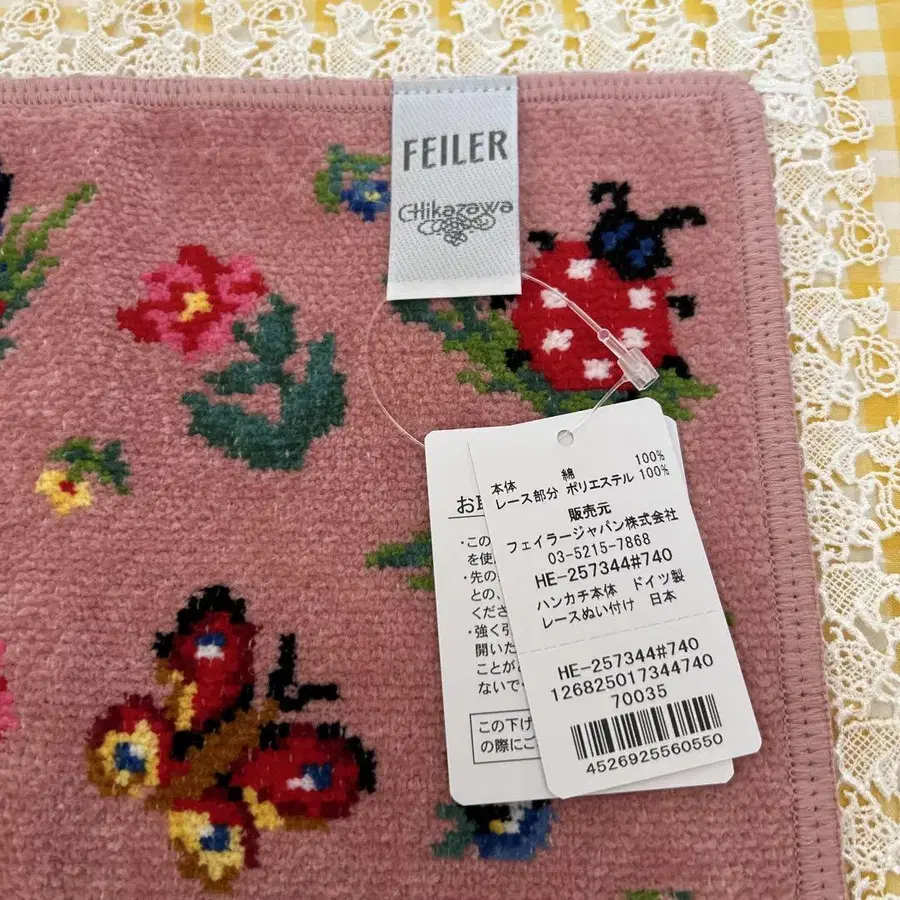 FEILER
CHikazawa
本体 綿 100%
レース部分 ポリエステル 100%
販売元
フェイラージャパン株式会社
03-5215-7868
HE-257344#740
ハンカチ本体 ドイツ製
レースぬい付け 日本
HE-257344#740
126825017344740
70035
4526925560550
お取
・この
を使
・先の
との、
くださ
・強く引
開いた
ことが
ないで
この下げ
の際にご